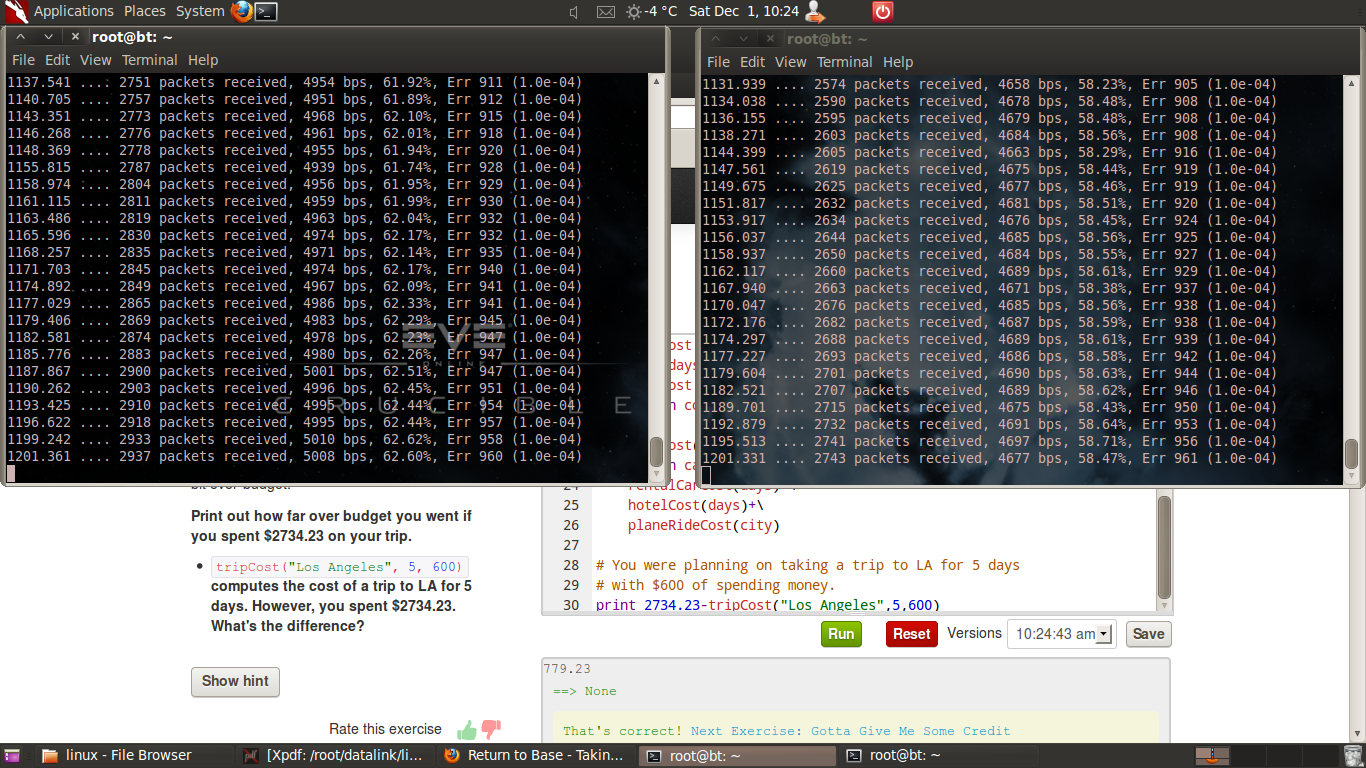 Applications Places System
-4 °C Sat Dec 1, 10:24
root@bt: ~
File Edit View Terminal Help
1137.541 ...: 2751 packets received, 4954 bps, 61.92%, Err 911 (1.0e-04)
1140.705 .... 2757 packets received, 4951 bps, 61.89%, Err 912 (1.0e-04)
1143.351 .... 2773 packets received, 4968 bps, 62.10%, Err 915 (1.0e-04)
1146.268 .... 2776 packets received, 4961 bps, 62.01%, Err 918 (1.0e-04)
1148.369 .... 2778 packets received, 4955 bps, 61.94%, Err 920 (1.0e-04)
1155.815 .... 2787 packets received, 4939 bps, 61.74%, Err 928 (1.0e-04)
1158.974 .... 2804 packets received, 4956 bps, 61.95%, Err 929 (1.0e-04)
1161.115 .... 2811 packets received, 4959 bps, 61.99%, Err 930 (1.0e-04)
1163.486 .... 2819 packets received, 4963 bps, 62.04%, Err 932 (1.0e-04)
1165.596 .... 2830 packets received, 4974 bps, 62.17%, Err 932 (1.0e-04)
1168.257 .... 2835 packets received, 4971 bps, 62.14%, Err 935 (1.0e-04)
1171.703 .... 2845 packets received, 4974 bps, 62.17%, Err 940 (1.0e-04)
1174.892 .... 2849 packets received, 4967 bps, 62.09%, Err 941 (1.0e-04)
1177.029 .... 2865 packets received, 4986 bps, 62.33%, Err 941 (1.0e-04)
1179.406 .... 2869 packets received, 4983 bps, 62.29%, Err 945 (1.0e-04)
1182.581 .... 2874 packets received, 4978 bps, 62.23%, Err 947 (1.0e-04)
1185.776 .... 2883 packets received, 4980 bps, 62.26%, Err 947 (1.0e-04)
1187.867 .... 2900 packets received, 5001 bps, 62.51%, Err 947 (1.0e-04)
1190.262 .... 2903 packets received, 4996 bps, 62.45%, Err 951 (1.0e-04)
1193.425 .... 2910 packets received, 4995 bps, 62.44%, Err 954 (1.0e-04)
1196.622 .... 2918 packets received, 4995 bps, 62.44%, Err 957 (1.0e-04)
1199.242 .... 2933 packets received, 5010 bps, 62.62%, Err 958 (1.0e-04)
1201.361 .... 2937 packets received, 5008 bps, 62.60%, Err 960 (1.0e-04)
EVE
ONLINE
CRUCIBLE
root@bt: ~
File Edit View Terminal Help
1131.939 .... 2574 packets received, 4658 bps, 58.23%, Err 905 (1.0e-04)
1134.038 .... 2590 packets received, 4678 bps, 58.48%, Err 908 (1.0e-04)
1136.155 .... 2595 packets received, 4679 bps, 58.48%, Err 908 (1.0e-04)
1138.271 .... 2603 packets received, 4684 bps, 58.56%, Err 908 (1.0e-04)
1144.399 .... 2605 packets received, 4663 bps, 58.29%, Err 916 (1.0e-04)
1147.561 .... 2619 packets received, 4675 bps, 58.44%, Err 919 (1.0e-04)
1149.675 .... 2625 packets received, 4677 bps, 58.46%, Err 919 (1.0e-04)
1151.817 .... 2632 packets received, 4681 bps, 58.51%, Err 920 (1.0e-04)
1153.917 .... 2634 packets received, 4676 bps, 58.45%, Err 924 (1.0e-04)
1156.037 .... 2644 packets received, 4685 bps, 58.56%, Err 925 (1.0e-04)
1158.937 .... 2650 packets received, 4684 bps, 58.55%, Err 927 (1.0e-04)
1162.117 .... 2660 packets received, 4689 bps, 58.61%, Err 929 (1.0e-04)
1167.940 .... 2663 packets received, 4671 bps, 58.38%, Err 937 (1.0e-04)
1170.047 .... 2676 packets received, 4685 bps, 58.56%, Err 938 (1.0e-04)
1172.176 .... 2682 packets received, 4687 bps, 58.59%, Err 938 (1.0e-04)
1174.297 .... 2688 packets received, 4689 bps, 58.61%, Err 939 (1.0e-04)
1177.227 .... 2693 packets received, 4686 bps, 58.58%, Err 942 (1.0e-04)
1179.604 .... 2701 packets received, 4690 bps, 58.63%, Err 944 (1.0e-04)
1182.521 .... 2707 packets received, 4689 bps, 58.62%, Err 946 (1.0e-04)
1189.701 .... 2715 packets received, 4675 bps, 58.43%, Err 950 (1.0e-04)
1192.879 .... 2732 packets received, 4691 bps, 58.64%, Err 953 (1.0e-04)
1195.513 .... 2741 packets received, 4697 bps, 58.71%, Err 956 (1.0e-04)
1201.331 .... 2743 packets received, 4677 bps, 58.47%, Err 961 (1.0e-04)
bit over budget.
Print out how far over budget you went if
you spent $2734.23 on your trip.
tripCost("Los Angeles", 5, 600)
computes the cost of a trip to LA for 5
days. However, you spent $2734.23.
What's the difference?
Show hint
Rate this exercise
25 hotelCost(days)+\
26 planeRideCost(city)
27
28 # You were planning on taking a trip to LA for 5 days
29 # with $600 of spending money.
30 print 2734.23-tripCost("Los Angeles",5,600)
Run Reset Versions 10:24:43 am Save
779.23
==> None
That's correct! Next Exercise: Gotta Give Me Some Credit
linux - File Browser [Xpdf: /root/datalink/li... Return to Base - Takin... root@bt: ~ root@bt: ~